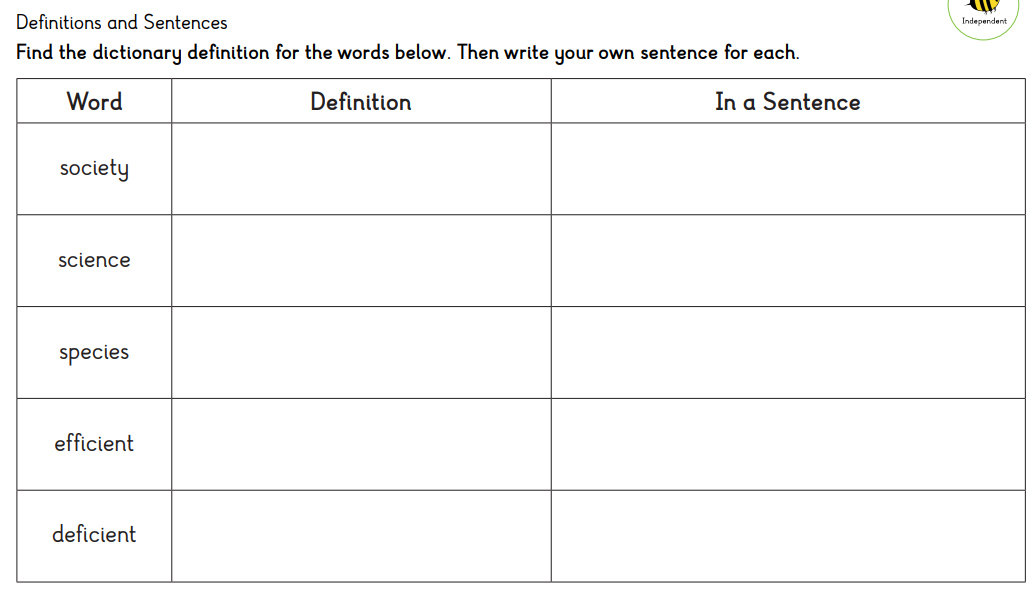 Independent
Definitions and Sentences
Find the dictionary definition for the words below. Then write your own sentence for each.
Word Definition In a Sentence
society
science
species
efficient
deficient